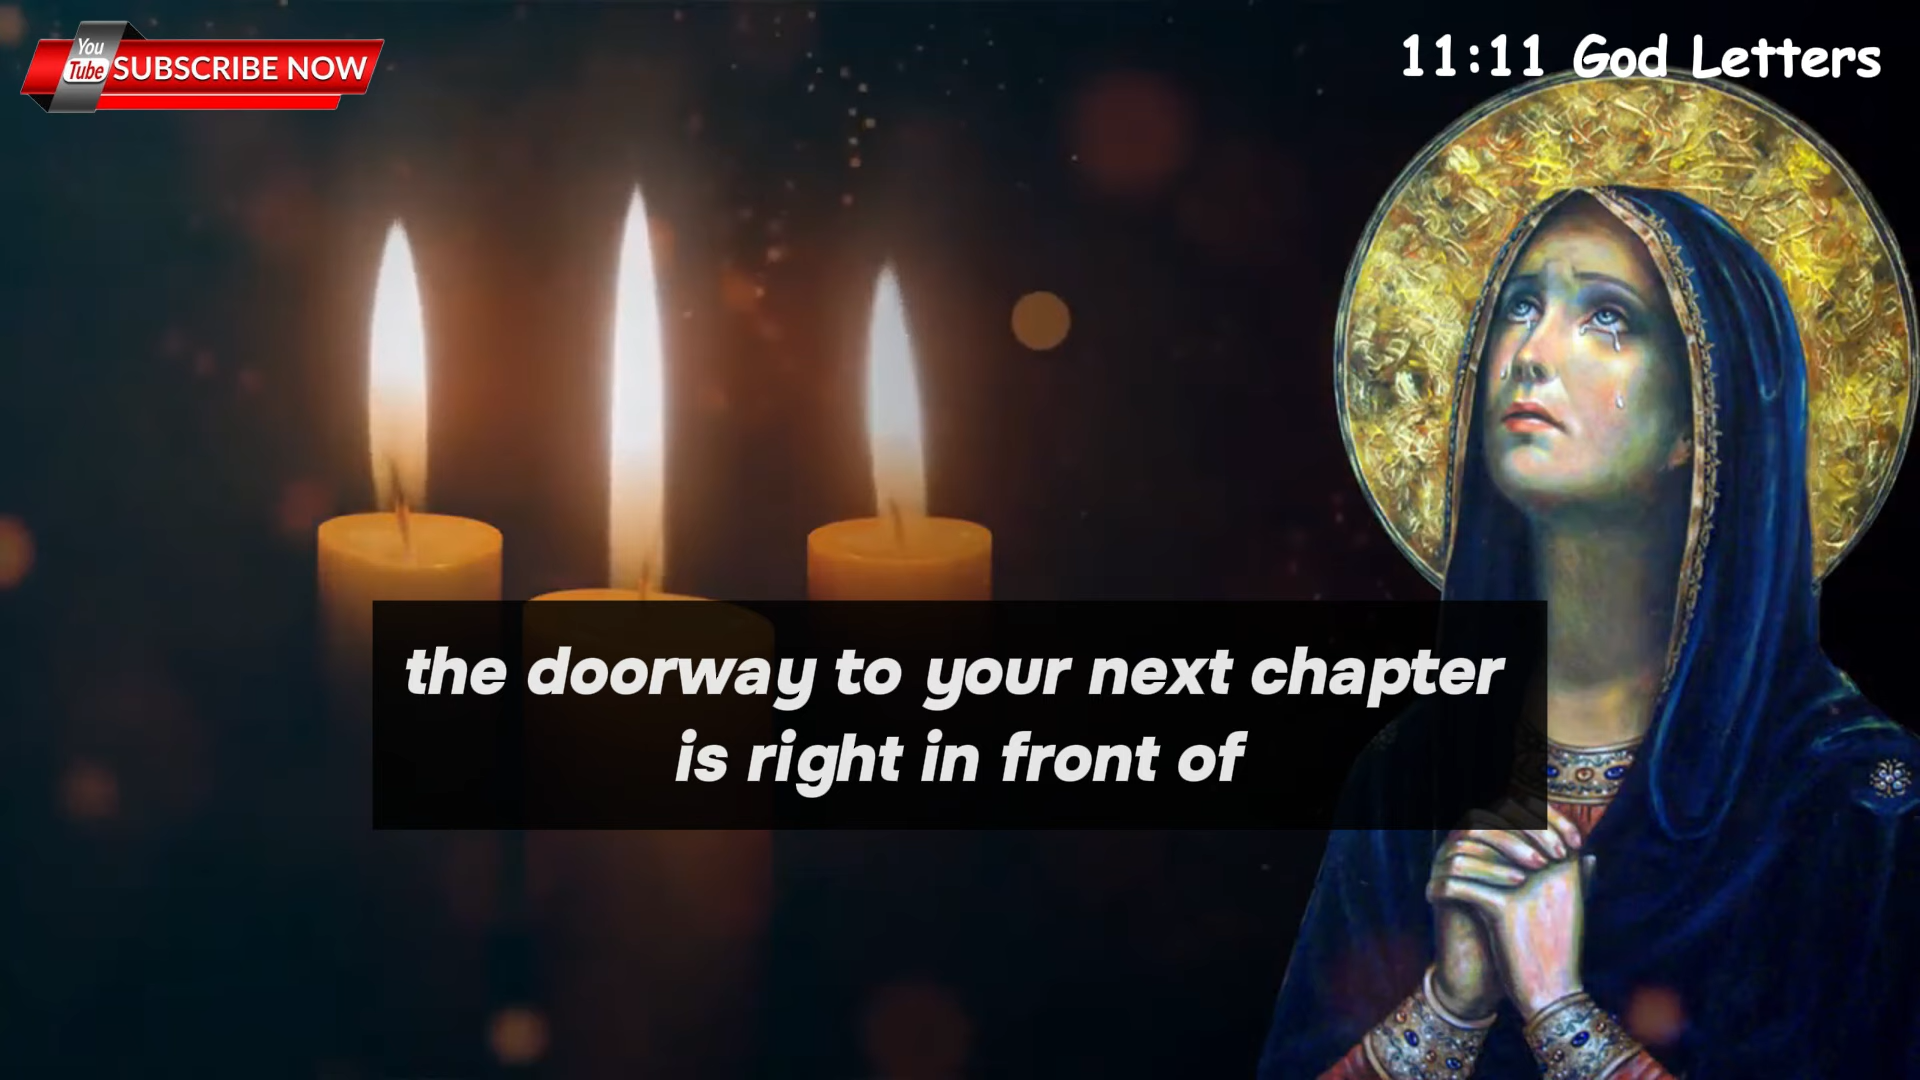 You
Tube
SUBSCRIBE NOW
11:11 God Letters
the doorway to your next chapter
is right in front of